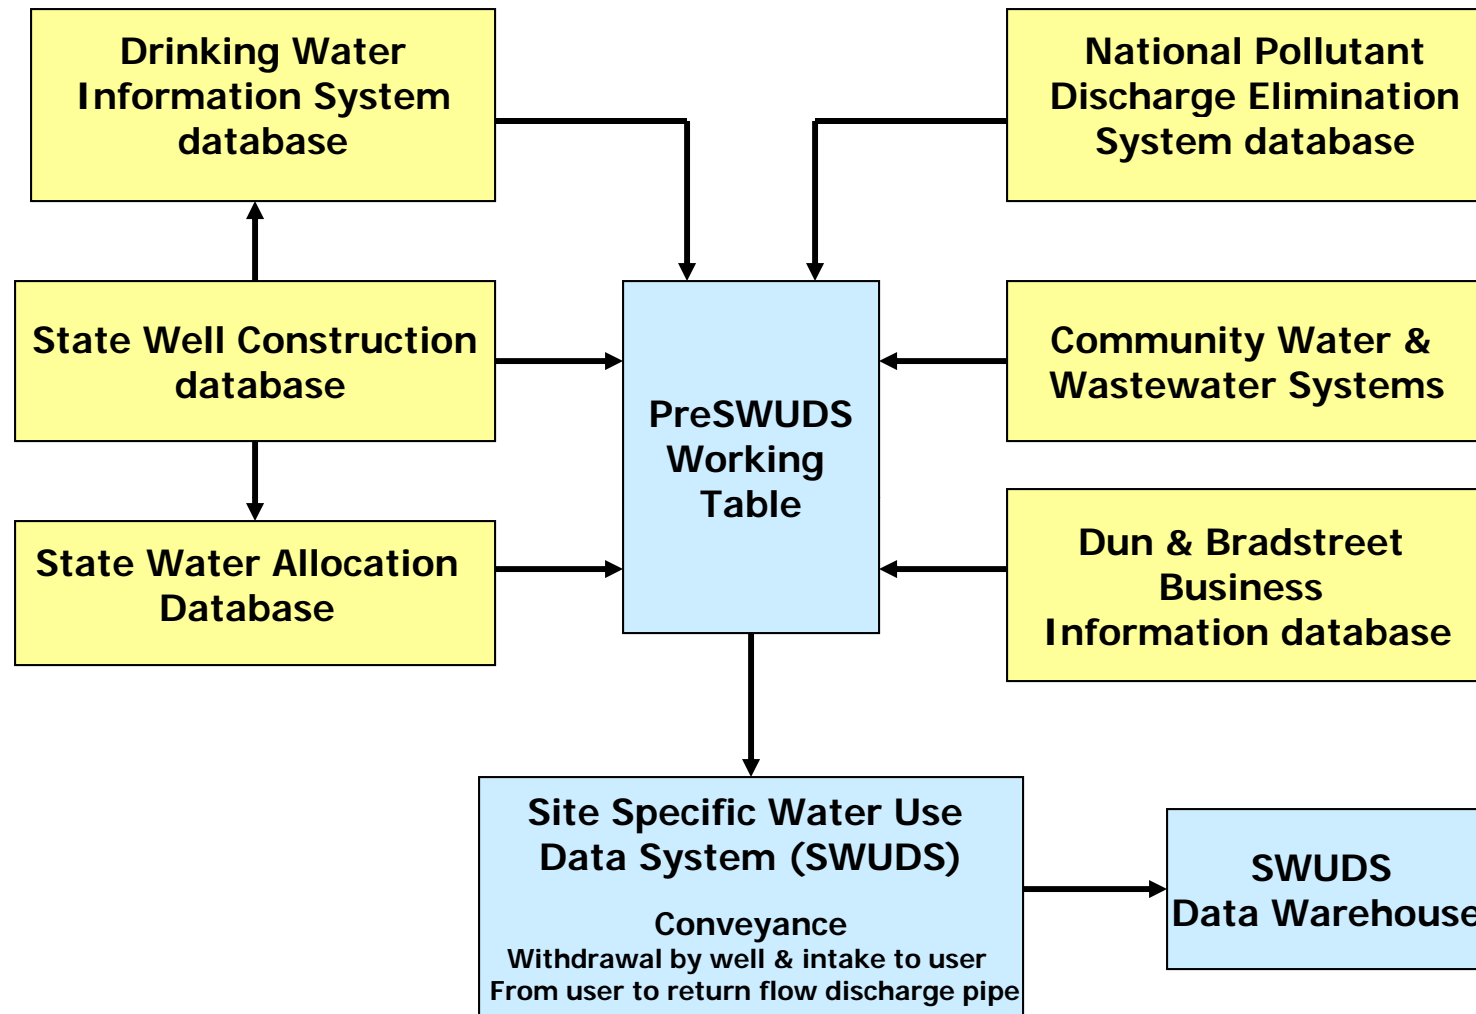 Drinking Water
Information System
database
National Pollutant
Discharge Elimination
System database
State Well Construction
database
PreSWUDS
Working
Table
Community Water &
Wastewater Systems
State Water Allocation
Database
Dun & Bradstreet
Business
Information database
Site Specific Water Use
Data System (SWUDS)
Conveyance
Withdrawal by well & intake to user
From user to return flow discharge pipe
SWUDS
Data Warehouse